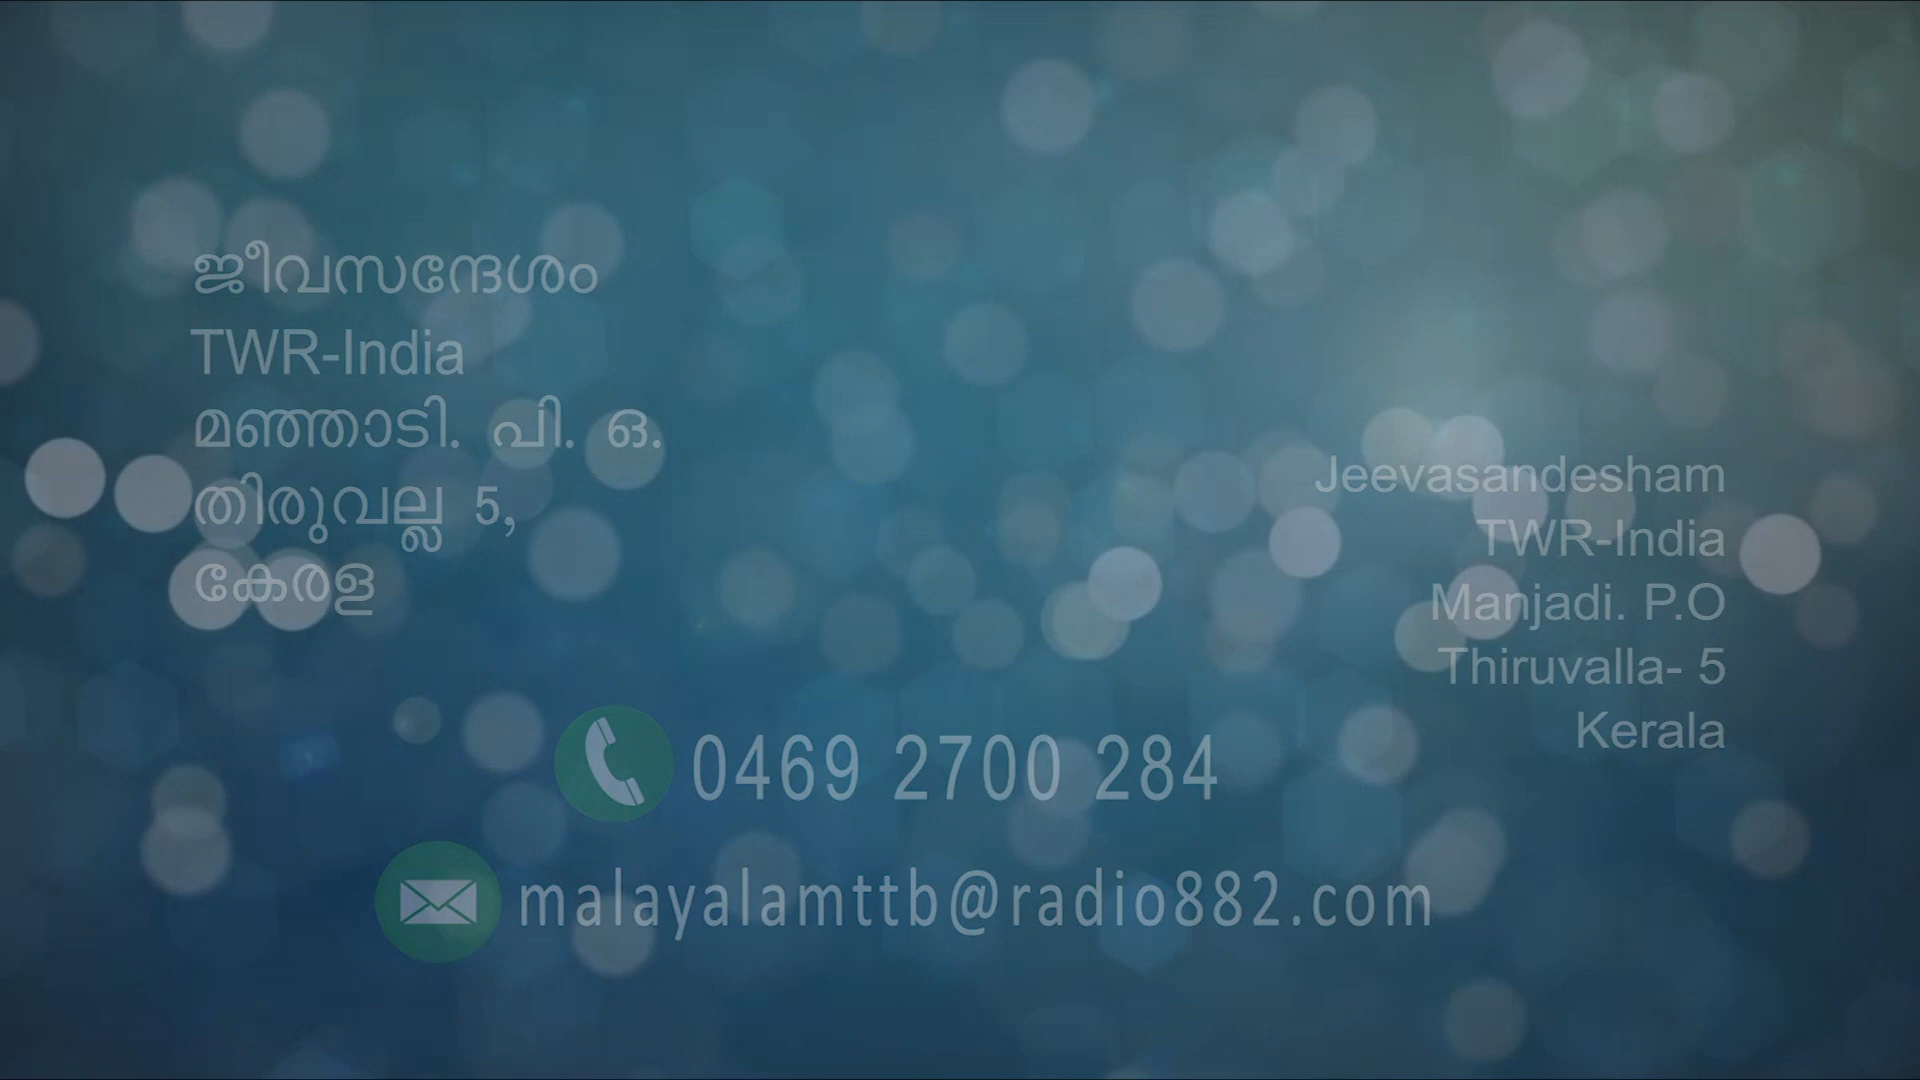 ജീവസന്ദേശം
TWR-India
മഞ്ഞാടി. പി. ഒ.
തിരുവല്ല 5,
കേരള
Jeevasandesham
TWR-India
Manjadi. P.O
Thiruvalla- 5
Kerala
0469 2700 284
malayalamttb@radio882.com